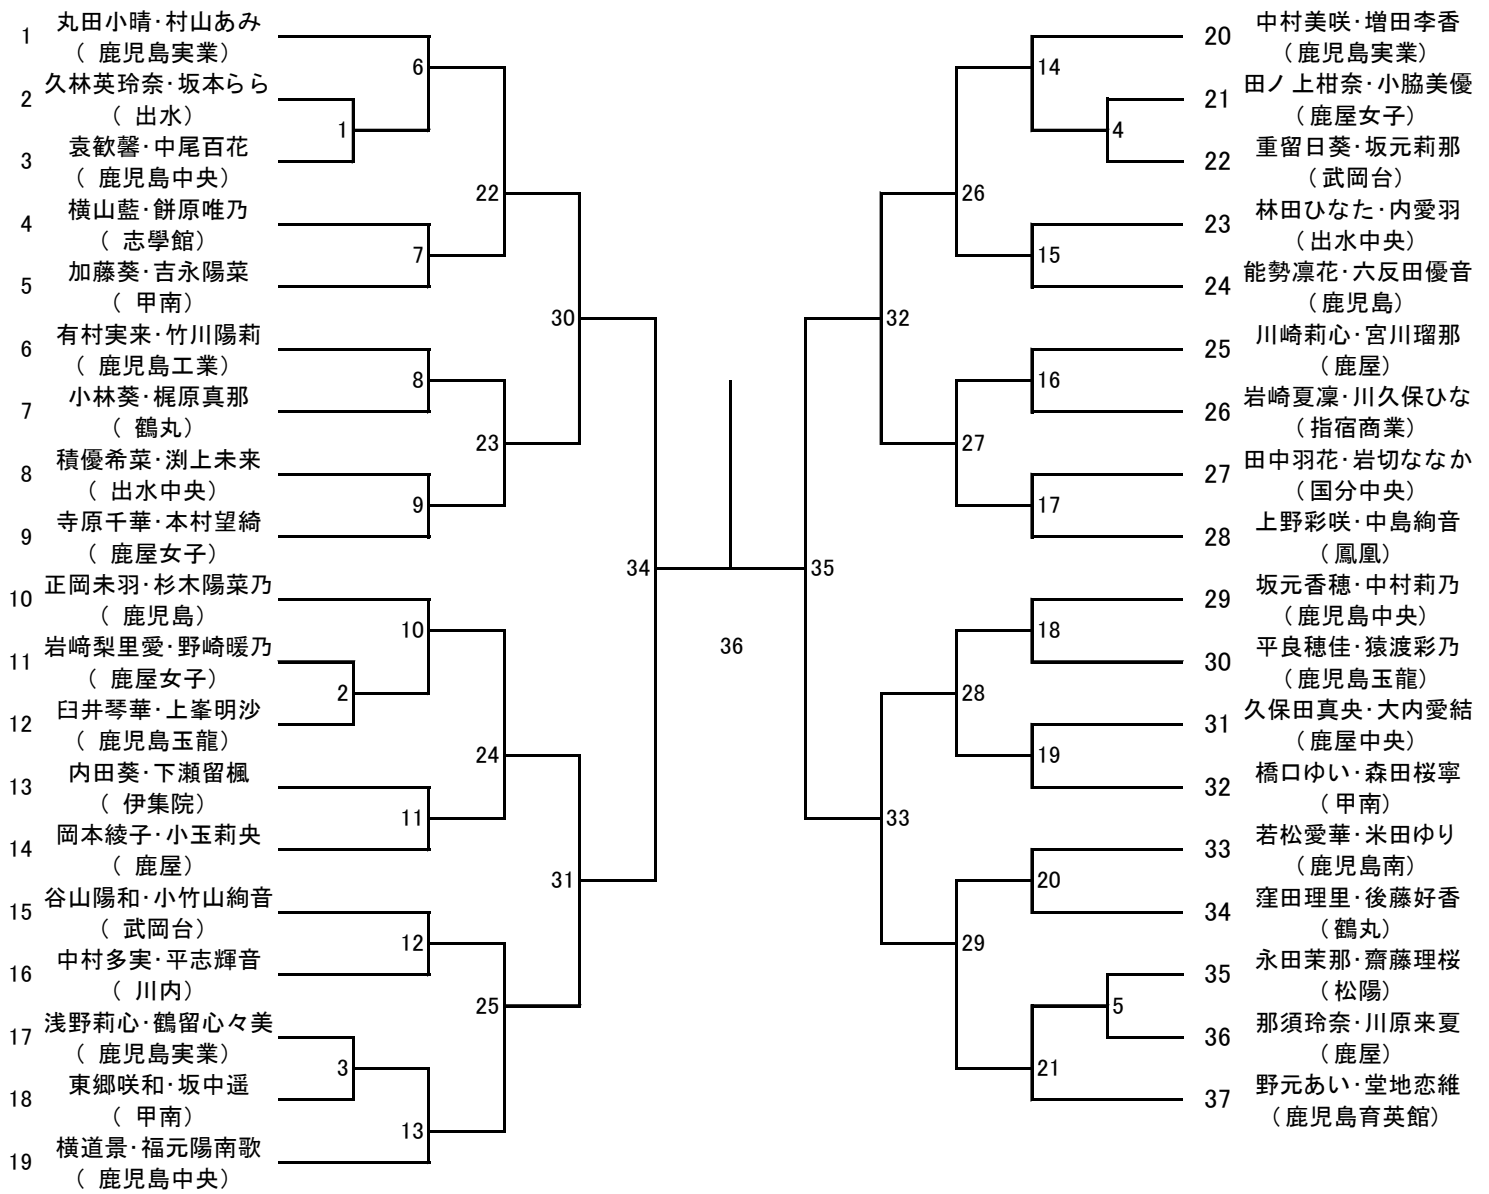 1 丸田小晴・村山あみ
( 鹿児島実業)
2 久林英玲奈・坂本らら
( 出水)
3 袁歓馨・中尾百花
( 鹿児島中央)
4 横山藍・餅原唯乃
( 志學館)
5 加藤葵・吉永陽菜
( 甲南)
6 有村実来・竹川陽莉
( 鹿児島工業)
7 小林葵・梶原真那
( 鶴丸)
8 積優希菜・渕上未来
( 出水中央)
9 寺原千華・本村望綺
( 鹿屋女子)
10 正岡未羽・杉木陽菜乃
( 鹿児島)
11 岩﨑梨里愛・野崎暖乃
( 鹿屋女子)
12 臼井琴華・上峯明沙
( 鹿児島玉龍)
13 内田葵・下瀬留楓
( 伊集院)
14 岡本綾子・小玉莉央
( 鹿屋)
15 谷山陽和・小竹山絢音
( 武岡台)
16 中村多実・平志輝音
( 川内)
17 浅野莉心・鶴留心々美
( 鹿児島実業)
18 東郷咲和・坂中遥
( 甲南)
19 横道景・福元陽南歌
( 鹿児島中央)
1
2
3
6
7
8
9
10
11
12
13
22
23
24
25
30
31
34
36
35
32
33
26
27
28
29
14
15
16
17
18
19
20
21
4
5
20 中村美咲・増田李香
(鹿児島実業)
21 田ノ上柑奈・小脇美優
(鹿屋女子)
22 重留日葵・坂元莉那
(武岡台)
23 林田ひなた・内愛羽
(出水中央)
24 能勢凛花・六反田優音
(鹿児島)
25 川崎莉心・宮川瑠那
(鹿屋)
26 岩崎夏凜・川久保ひな
(指宿商業)
27 田中羽花・岩切ななか
(国分中央)
28 上野彩咲・中島絢音
(鳳凰)
29 坂元香穂・中村莉乃
(鹿児島中央)
30 平良穂佳・猿渡彩乃
(鹿児島玉龍)
31 久保田真央・大内愛結
(鹿屋中央)
32 橋口ゆい・森田桜寧
(甲南)
33 若松愛華・米田ゆり
(鹿児島南)
34 窪田理里・後藤好香
(鶴丸)
35 永田茉那・齋藤理桜
(松陽)
36 那須玲奈・川原来夏
(鹿屋)
37 野元あい・堂地恋維
(鹿児島育英館)